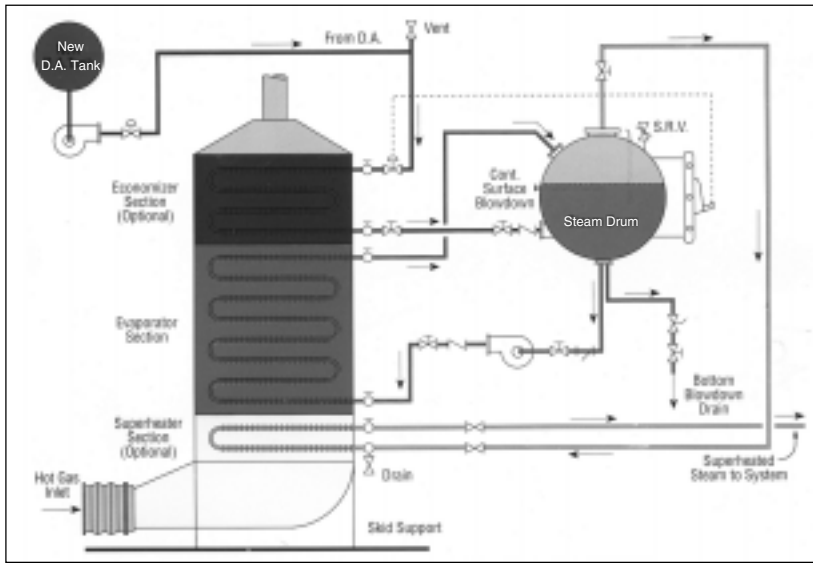 New
D.A. Tank
From D.A.
Vent
S.R.V.
Cont.
Surface
Blowdown
Steam Drum
Economizer
Section
(Optional)
Evaporator
Section
Bottom
Blowdown
Drain
Superheater
Section
(Optional)
Superheated
Steam to System
Hot Gas
Inlet
Drain
Skid Support